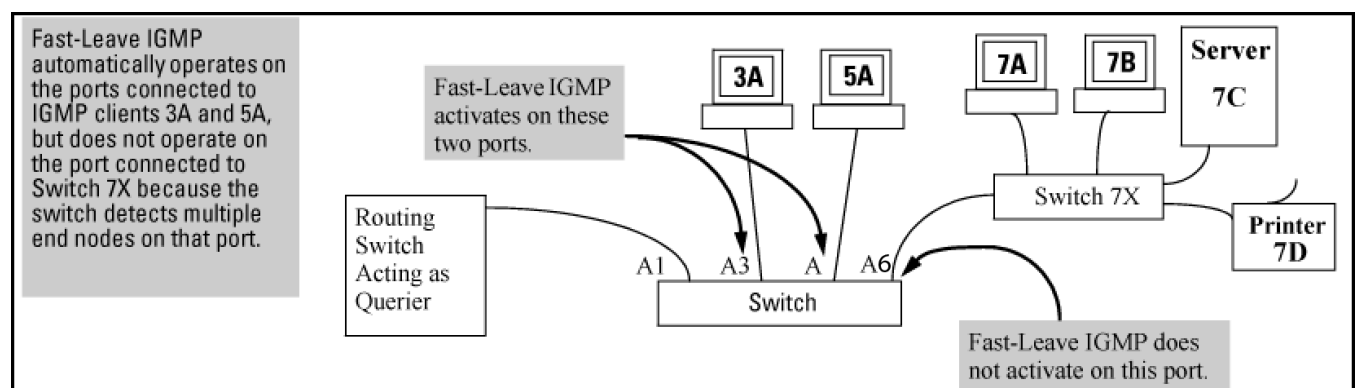 Fast-Leave IGMP
automatically operates on
the ports connected to
IGMP clients 3A and 5A,
but does not operate on
the port connected to
Switch 7X because the
switch detects multiple
end nodes on that port.
Fast-Leave IGMP
activates on these
two ports.
3A
5A
7A
7B
Server
7C
Switch 7X
Printer
7D
Routing
Switch
Acting as
Querier
A1
A3
A
A6
Switch
Fast-Leave IGMP does
not activate on this port.